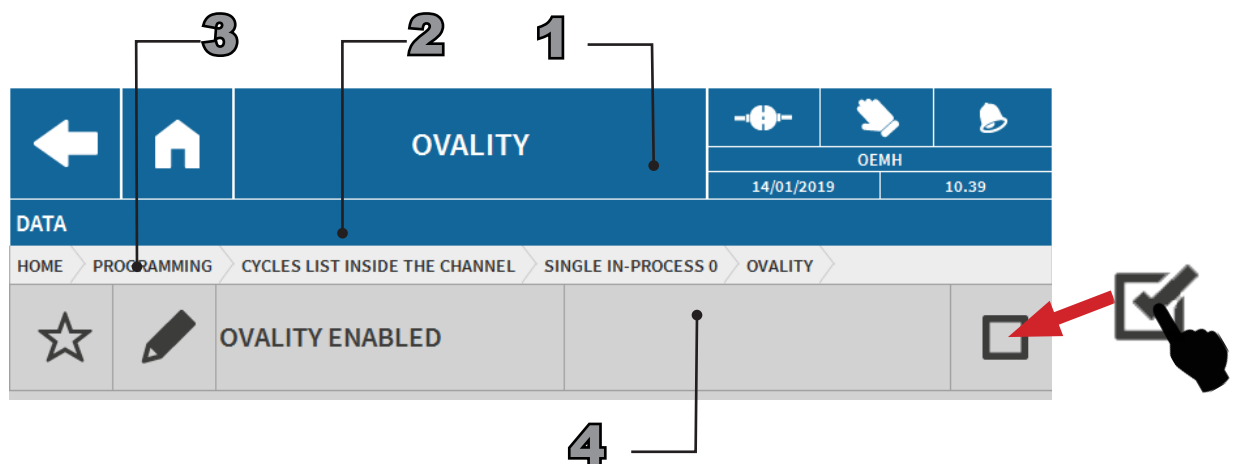 3 2 1
OVALITY
OEMH
14/01/2019 10.39
DATA
HOME PROGRAMMING CYCLES LIST INSIDE THE CHANNEL SINGLE IN-PROCESS 0 OVALITY
OVALITY ENABLED
4